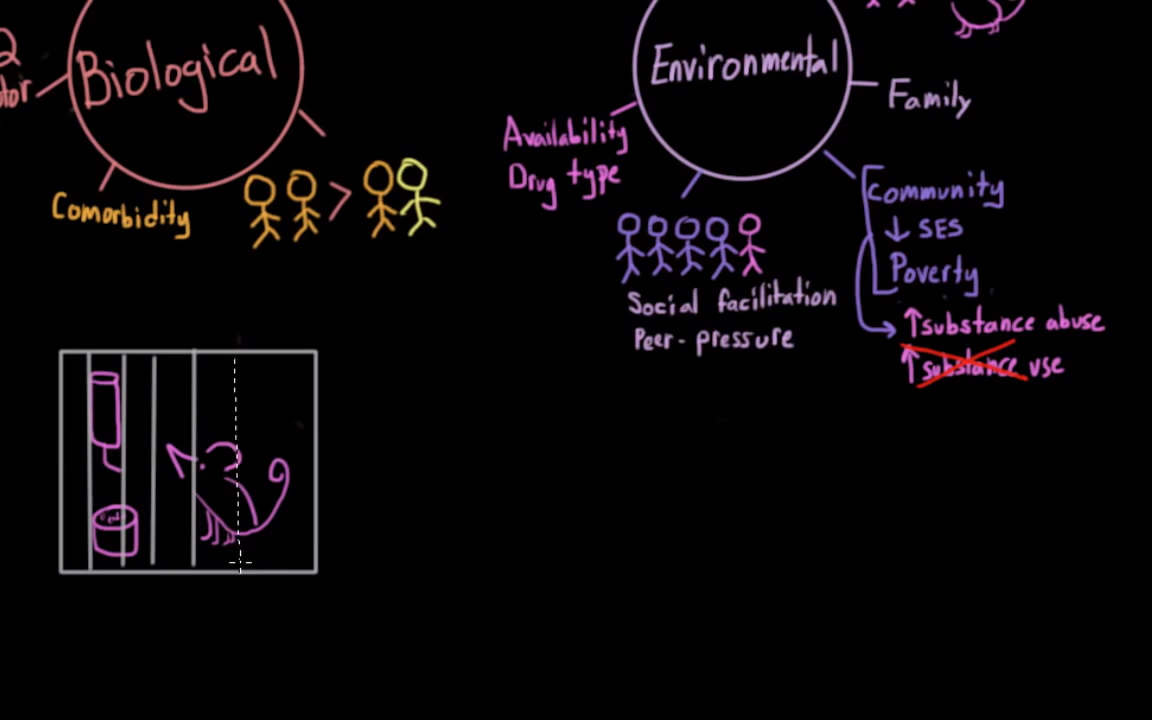 Biological
Comorbidity
Environmental
Availability
Drug type
Family
Community
↓ SES
Poverty
↑substance abuse
↑substance use
Social facilitation
Peer-pressure